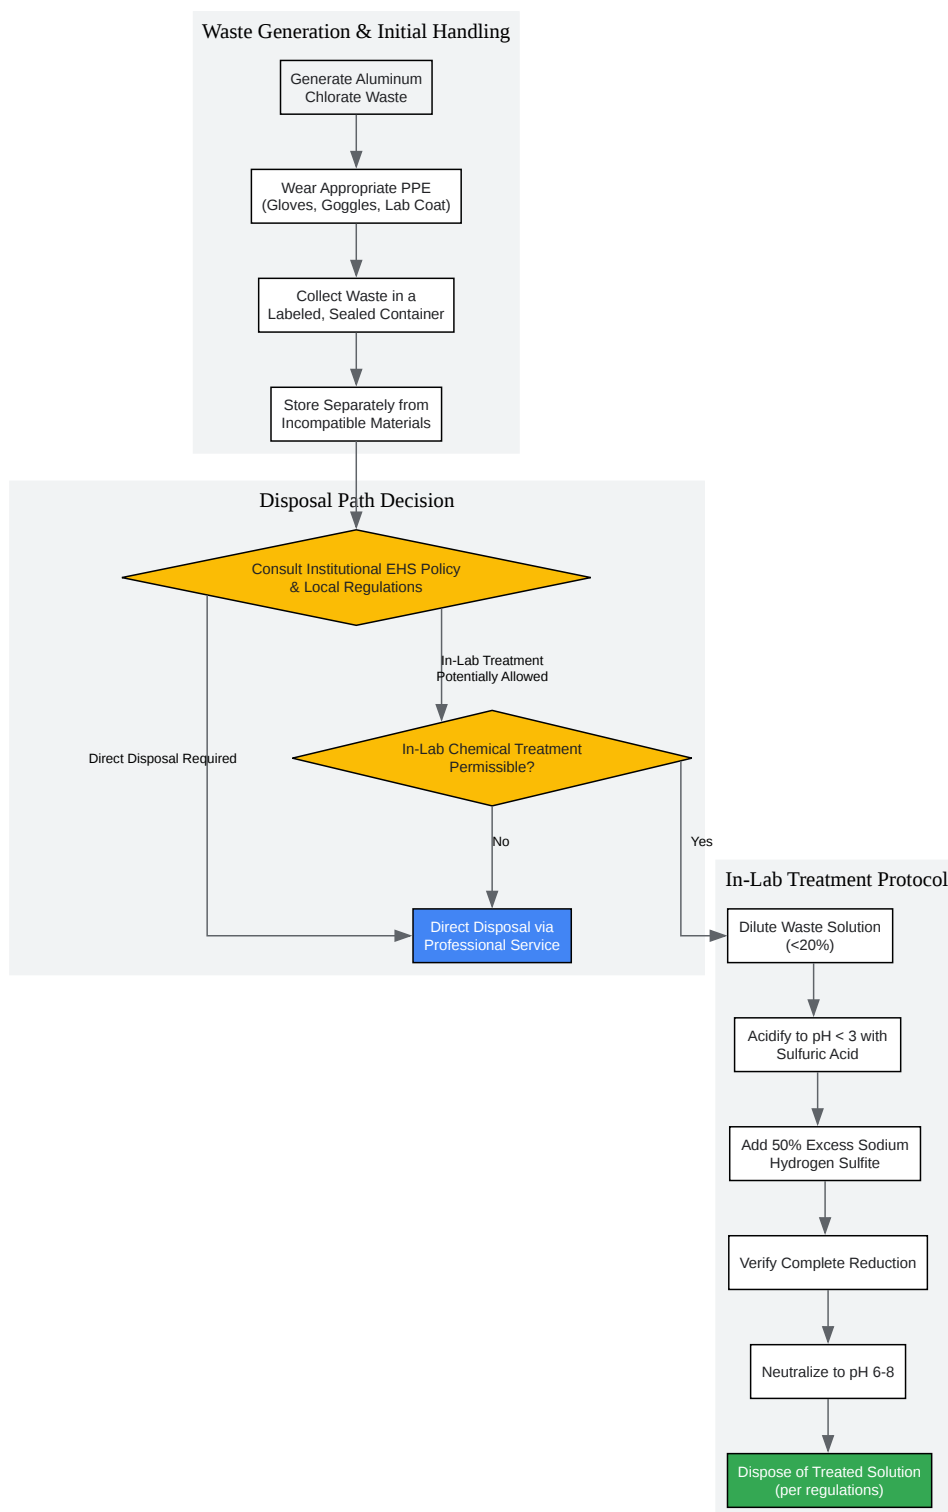 Waste Generation & Initial Handling
Generate Aluminum
Chlorate Waste
Wear Appropriate PPE
(Gloves, Goggles, Lab Coat)
Collect Waste in a
Labeled, Sealed Container
Store Separately from
Incompatible Materials
Disposal Path Decision
Consult Institutional EHS Policy
& Local Regulations
In-Lab Treatment
Potentially Allowed
Direct Disposal Required
In-Lab Chemical Treatment
Permissible?
No
Yes
Direct Disposal via
Professional Service
In-Lab Treatment Protocol
Dilute Waste Solution
(<20%)
Acidify to pH < 3 with
Sulfuric Acid
Add 50% Excess Sodium
Hydrogen Sulfite
Verify Complete Reduction
Neutralize to pH 6-8
Dispose of Treated Solution
(per regulations)